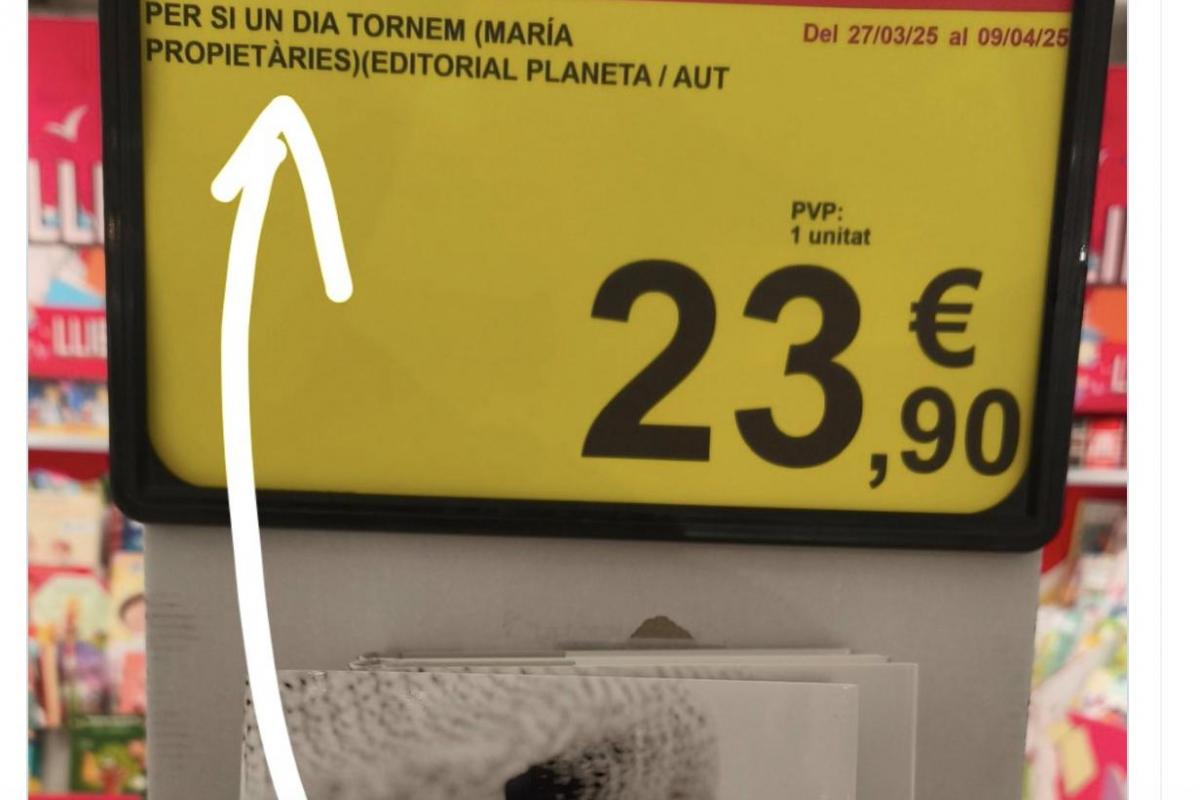 PER SI UN DIA TORNEM (MARÍA
PROPIETÀRIES)(EDITORIAL PLANETA / AUT
Del 27/03/25 al 09/04/25
PVP:
1 unitat
23,90 €